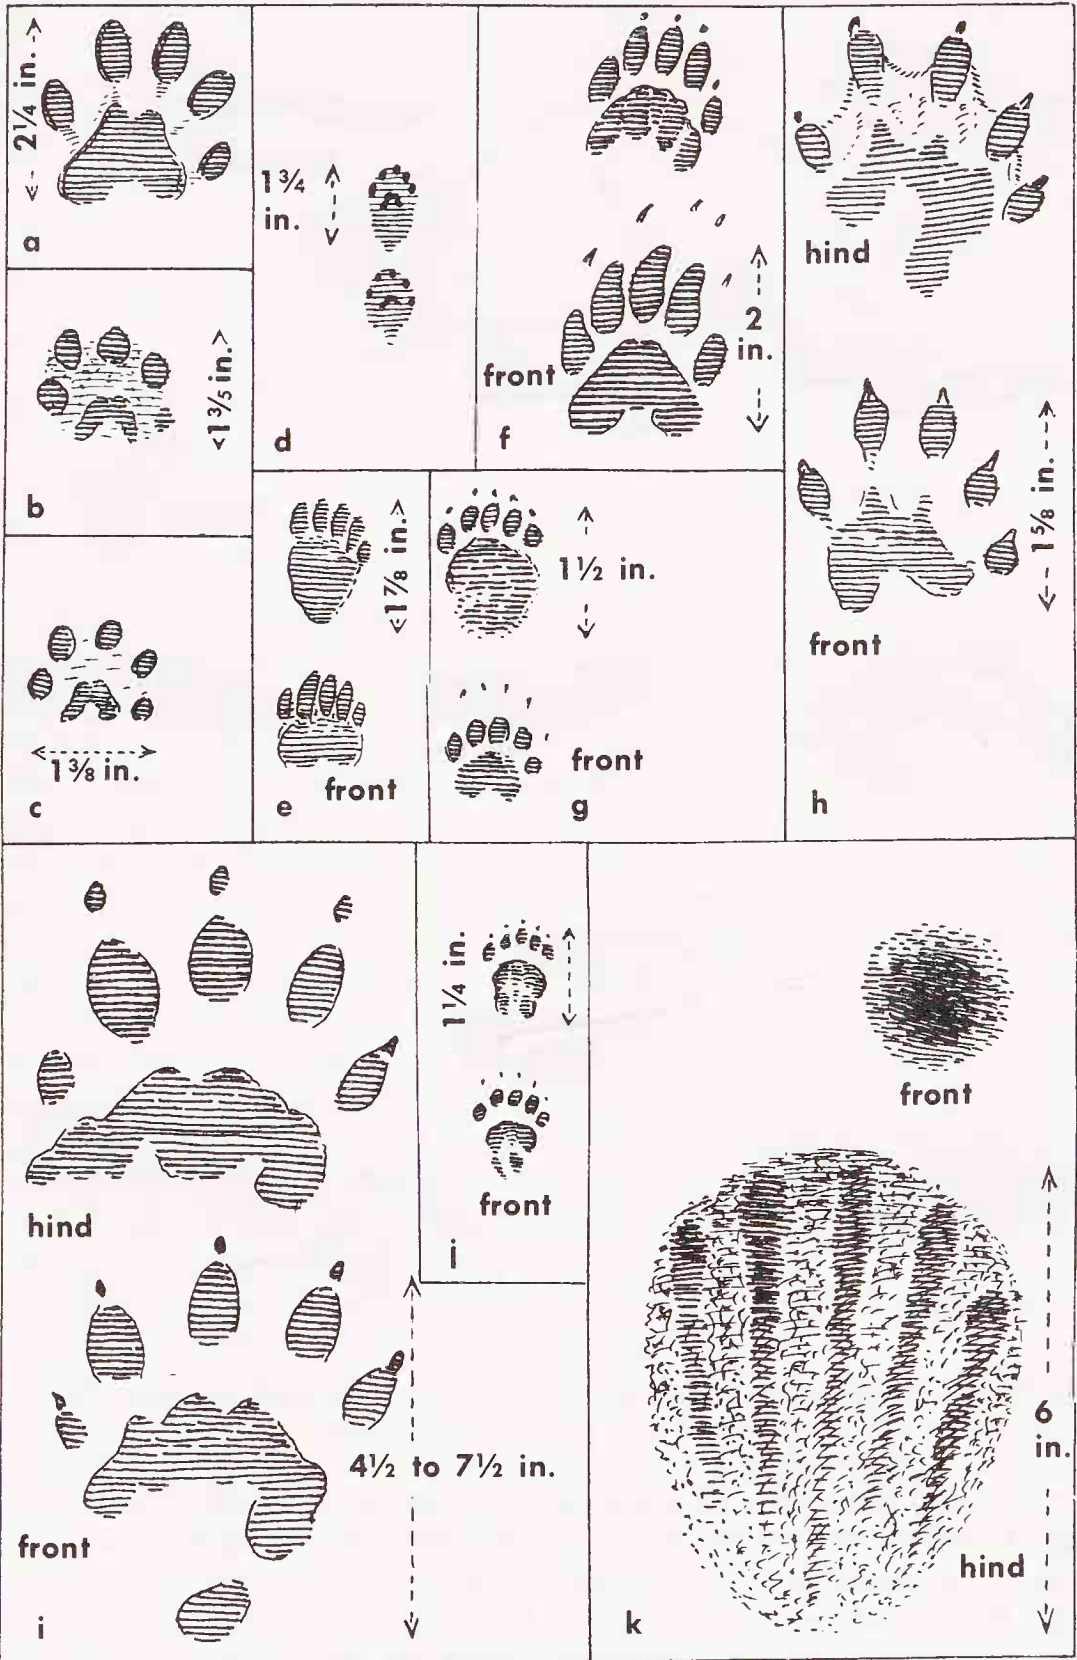 2¼ in.
a
1⅗ in.
b
1⅜ in.
c
1¾
in.
d
front
2
in.
f
hind
1⅝ in.
front
h
1⅞ in.
front
e
1½ in.
front
g
hind
front
4½ to 7½ in.
i
1¼ in.
front
j
front
6
in.
hind
k